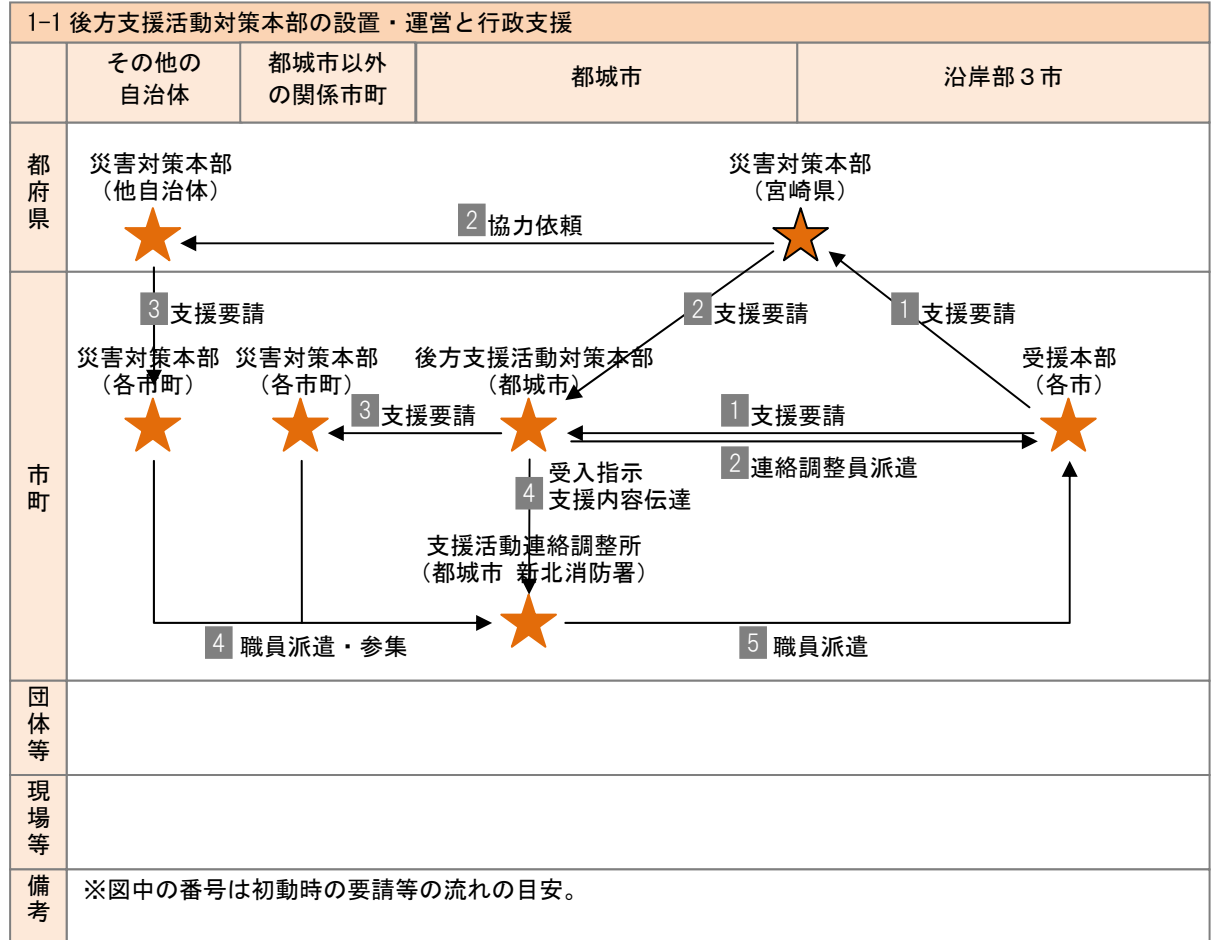 1-1 後方支援活動対策本部の設置・運営と行政支援
その他の
自治体
都城市以外
の関係市町
都城市
沿岸部３市
都府県
災害対策本部
（他自治体）
災害対策本部
（宮崎県）
2 協力依頼
3 支援要請
2 支援要請
1 支援要請
市町
災害対策本部
（各市町）
災害対策本部
（各市町）
後方支援活動対策本部
（都城市）
受援本部
（各市）
3 支援要請
1 支援要請
2 連絡調整員派遣
4 受入指示
支援内容伝達
支援活動連絡調整所
（都城市 新北消防署）
4 職員派遣・参集
5 職員派遣
団体等
現場等
備考
※図中の番号は初動時の要請等の流れの目安。